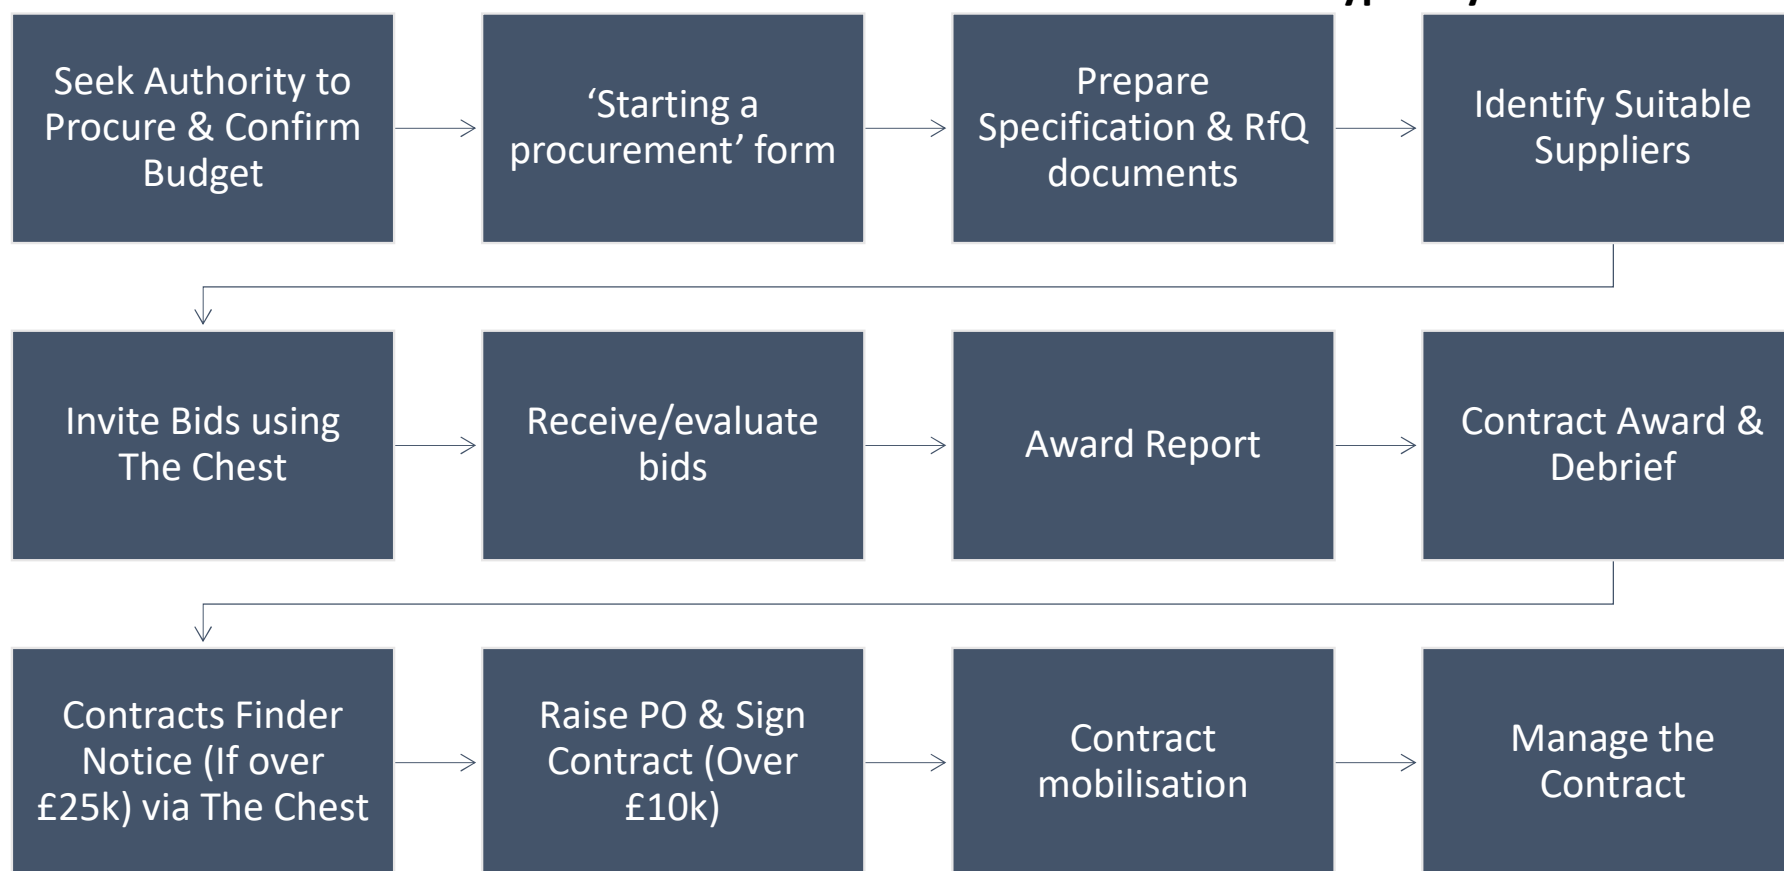 Seek Authority to
Procure & Confirm
Budget
‘Starting a
procurement’ form
Prepare
Specification & RfQ
documents
Identify Suitable
Suppliers
Invite Bids using
The Chest
Receive/evaluate
bids
Award Report
Contract Award &
Debrief
Contracts Finder
Notice (If over
£25k) via The Chest
Raise PO & Sign
Contract (Over
£10k)
Contract
mobilisation
Manage the
Contract